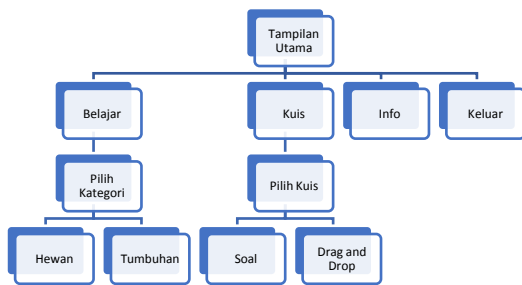 Tampilan
Utama
Belajar
Kuis
Info
Keluar
Pilih
Kategori
Pilih Kuis
Hewan
Tumbuhan
Soal
Drag and
Drop